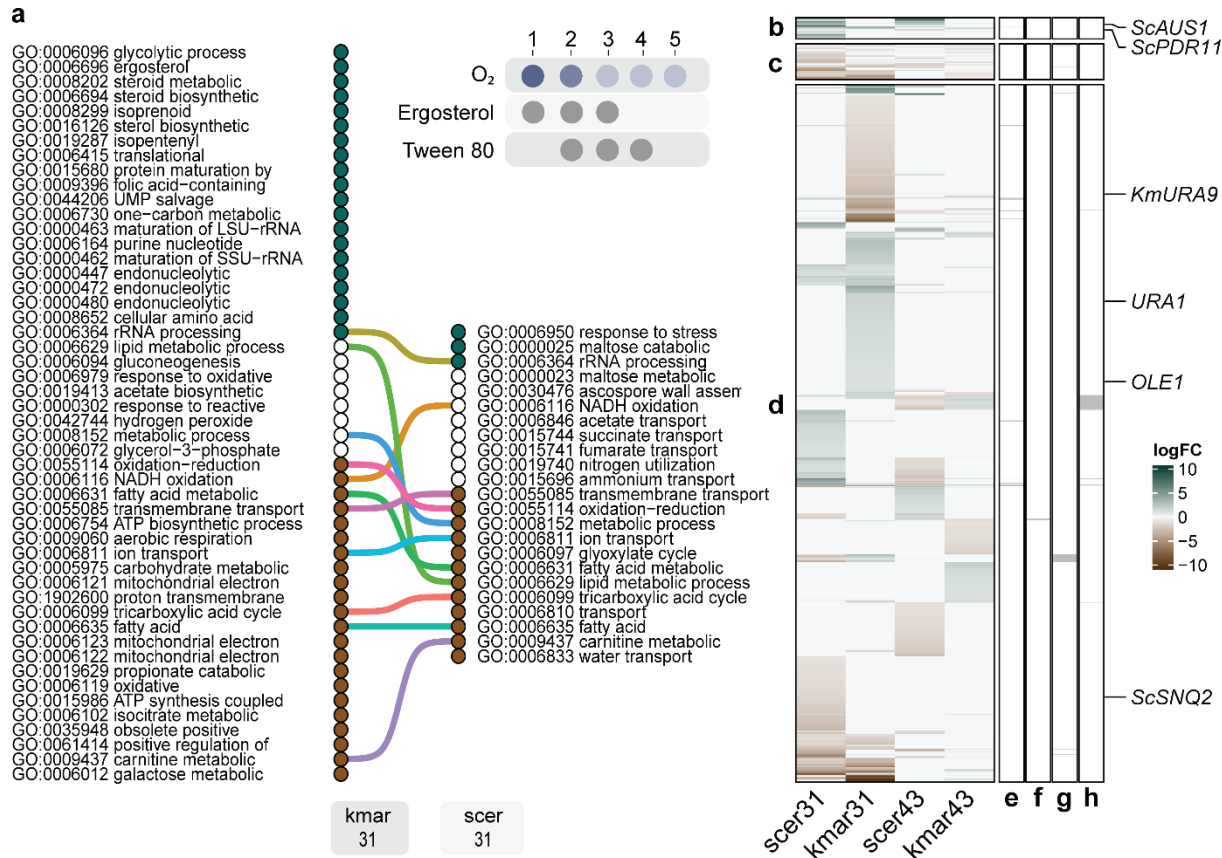 a
GO:0006096 glycolytic process
GO:0006696 ergosterol
GO:0008202 steroid metabolic
GO:0006694 steroid biosynthetic
GO:0008299 isoprenoid
GO:0016126 sterol biosynthetic
GO:0019287 isopentenyl
GO:0006415 translational
GO:0015680 protein maturation by
GO:0009396 folic acid−containing
GO:0044206 UMP salvage
GO:0006730 one−carbon metabolic
GO:0000463 maturation of LSU−rRNA
GO:0006164 purine nucleotide
GO:0000462 maturation of SSU−rRNA
GO:0000447 endonucleolytic
GO:0000472 endonucleolytic
GO:0000480 endonucleolytic
GO:0008652 cellular amino acid
GO:0006364 rRNA processing
GO:0006629 lipid metabolic process
GO:0006094 gluconeogenesis
GO:0006979 response to oxidative
GO:0019413 acetate biosynthetic
GO:0000302 response to reactive
GO:0042744 hydrogen peroxide
GO:0008152 metabolic process
GO:0006072 glycerol−3−phosphate
GO:0055114 oxidation−reduction
GO:0006116 NADH oxidation
GO:0006631 fatty acid metabolic
GO:0055085 transmembrane transport
GO:0006754 ATP biosynthetic process
GO:0009060 aerobic respiration
GO:0006811 ion transport
GO:0005975 carbohydrate metabolic
GO:0006121 mitochondrial electron
GO:1902600 proton transmembrane
GO:0006099 tricarboxylic acid cycle
GO:0006635 fatty acid
GO:0006123 mitochondrial electron
GO:0006122 mitochondrial electron
GO:0019629 propionate catabolic
GO:0006119 oxidative
GO:0015986 ATP synthesis coupled
GO:0006102 isocitrate metabolic
GO:0035948 obsolete positive
GO:0061414 positive regulation of
GO:0009437 carnitine metabolic
GO:0006012 galactose metabolic
kmar
31
1 2 3 4 5
O₂
Ergosterol
Tween 80
GO:0006950 response to stress
GO:0000025 maltose catabolic
GO:0006364 rRNA processing
GO:0000023 maltose metabolic
GO:0030476 ascospore wall assem
GO:0006116 NADH oxidation
GO:0006846 acetate transport
GO:0015744 succinate transport
GO:0015741 fumarate transport
GO:0019740 nitrogen utilization
GO:0015696 ammonium transport
GO:0055085 transmembrane transport
GO:0055114 oxidation−reduction
GO:0008152 metabolic process
GO:0006811 ion transport
GO:0006097 glyoxylate cycle
GO:0006631 fatty acid metabolic
GO:0006629 lipid metabolic process
GO:0006099 tricarboxylic acid cycle
GO:0006810 transport
GO:0006635 fatty acid
GO:0009437 carnitine metabolic
GO:0006833 water transport
scer
31
b
c
d
ScAUS1
ScPDR11
KmURA9
URA1
OLE1
ScSNQ2
logFC
10
5
0
−5
−10
scer31 kmar31 scer43 kmar43
e f g h